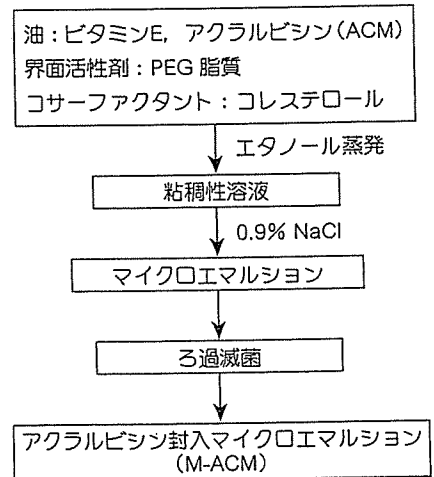 油：ビタミンE，アクラルビシン（ACM）
界面活性剤：PEG 脂質
コサーファクタント：コレステロール
エタノール蒸発
粘稠性溶液
0.9% NaCl
マイクロエマルション
ろ過滅菌
アクラルビシン封入マイクロエマルション
(M-ACM)